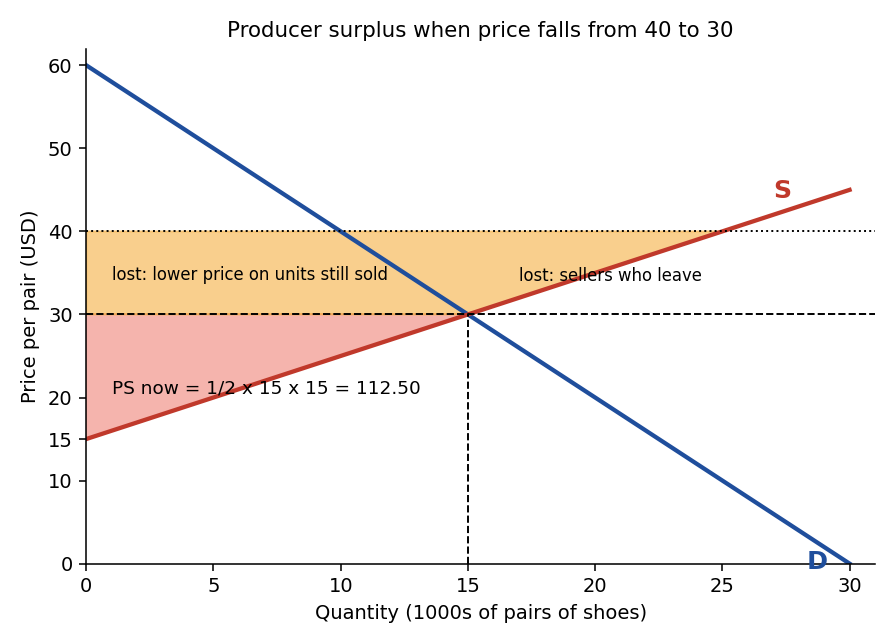 Producer surplus when price falls from 40 to 30
Price per pair (USD)
60
50
40
30
20
15
10
0
S
lost: lower price on units still sold
lost: sellers who leave
PS now = 1/2 x 15 x 15 = 112.50
D
0 5 10 15 20 25 30
Quantity (1000s of pairs of shoes)